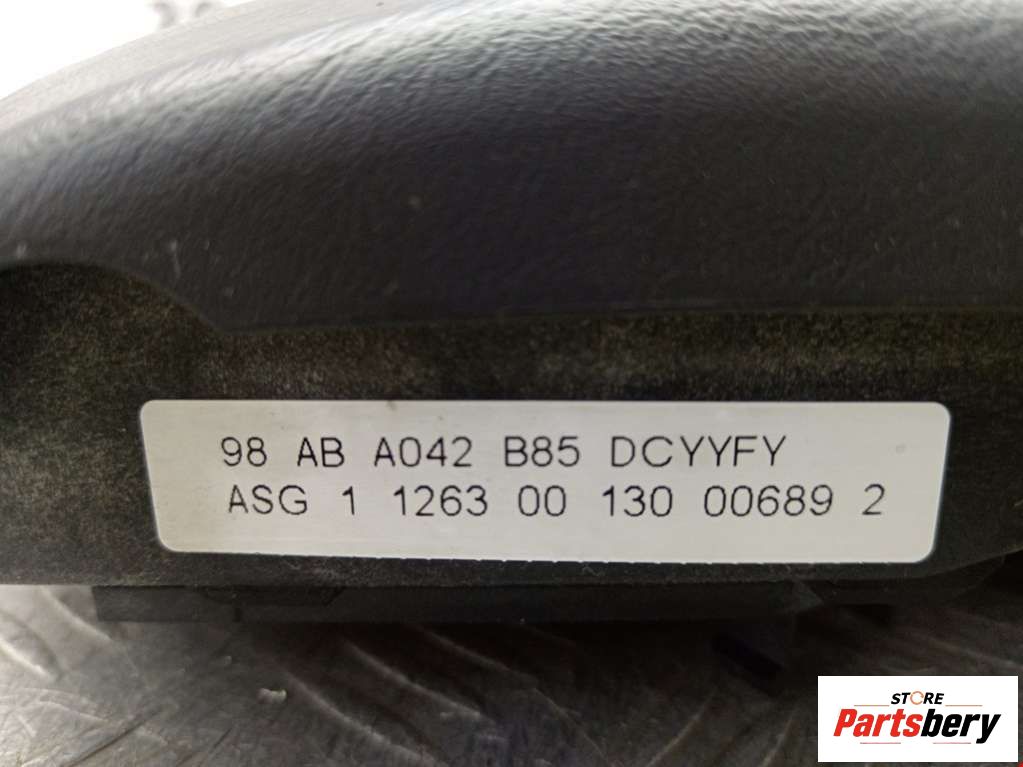 98 AB A042 B85 DCYYFY
ASG 1 1263 00 130 00689 2
STORE
Partsbery